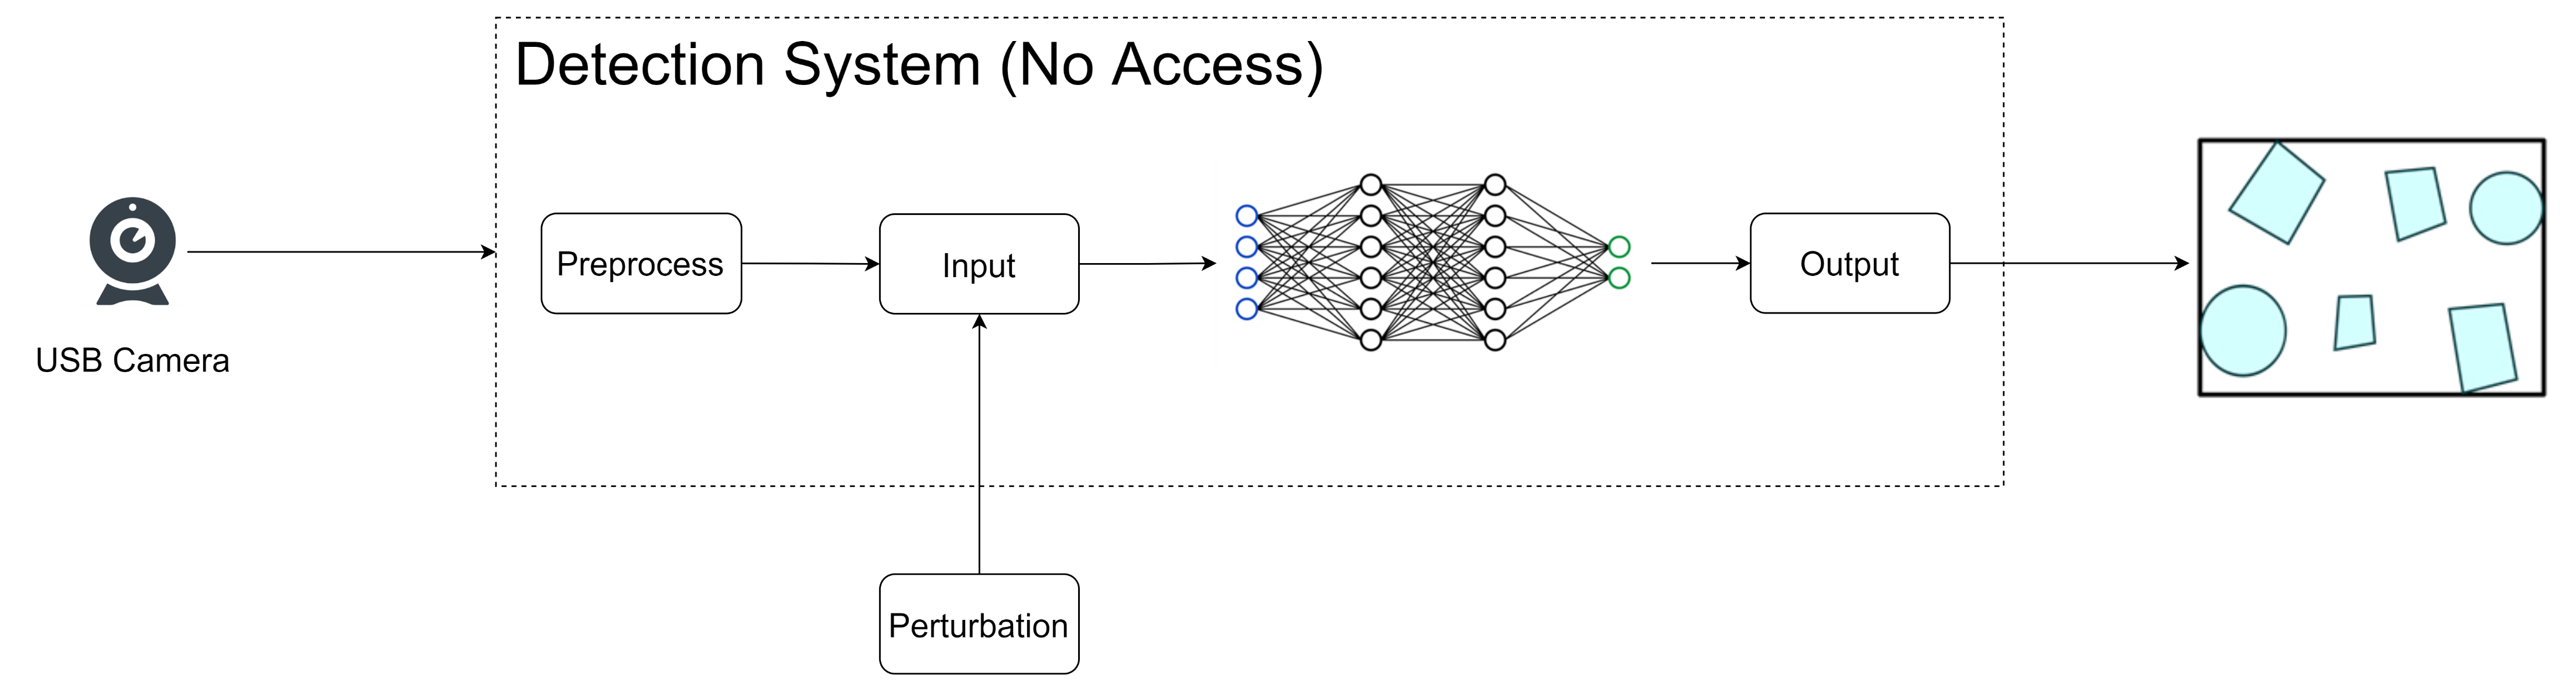 Detection System (No Access)
USB Camera
Preprocess
Input
Output
Perturbation